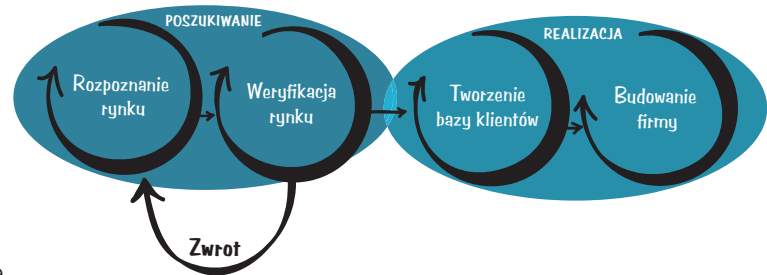 POSZUKIWANIE
Rozpoznanie
rynku
Weryfikacja
rynku
Zwrot
REALIZACJA
Tworzenie
bazy klientów
Budowanie
firmy